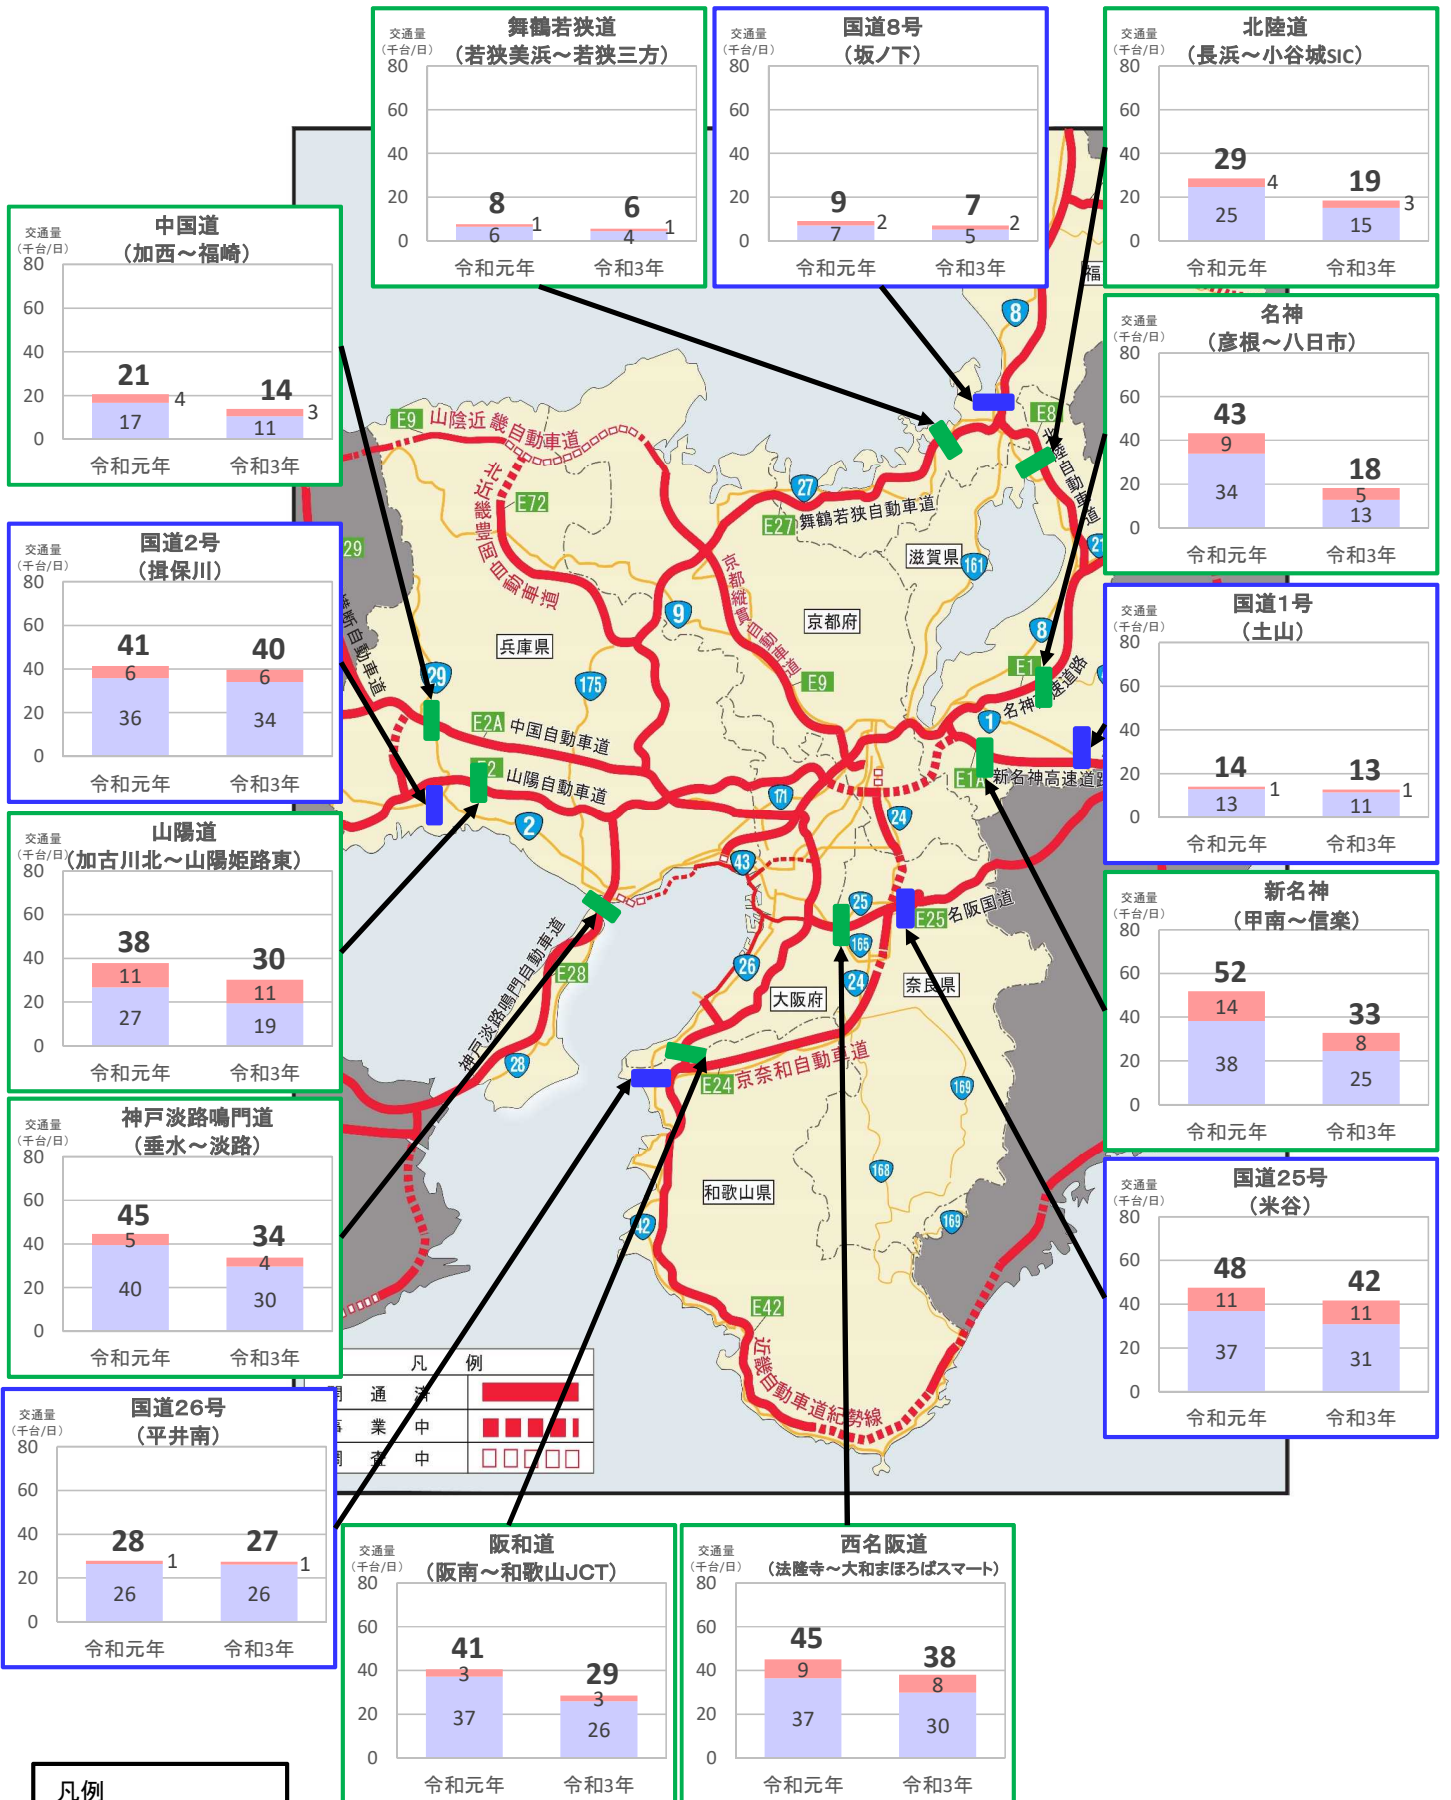 舞鶴若狭道
（若狭美浜～若狭三方）
交通量
（千台/日）
80
60
40
20
0
8
1
6
6
1
4
令和元年
令和3年
国道8号
（坂ノ下）
80
60
40
20
0
9
2
7
7
2
5
令和元年
令和3年
北陸道
（長浜～小谷城SIC）
交通量
（千台/日）
80
60
40
20
0
29
4
25
19
3
15
令和元年
令和3年
中国道
（加西～福崎）
交通量
（千台/日）
80
60
40
20
0
21
4
17
14
3
11
令和元年
令和3年
名神
（彦根～八日市）
交通量
（千台/日）
80
60
40
20
0
43
9
34
18
5
13
令和元年
令和3年
国道2号
（揖保川）
交通量
（千台/日）
80
60
40
20
0
41
6
36
40
6
34
令和元年
令和3年
国道1号
（土山）
交通量
（千台/日）
80
60
40
20
0
14
1
13
13
1
11
令和元年
令和3年
山陽道
（加古川北～山陽姫路東）
交通量
（千台/日）
80
60
40
20
0
38
11
27
30
11
19
令和元年
令和3年
新名神
（甲南～信楽）
交通量
（千台/日）
80
60
40
20
0
52
14
38
33
8
25
令和元年
令和3年
神戸淡路鳴門道
（垂水～淡路）
交通量
（千台/日）
80
60
40
20
0
45
5
40
34
4
30
令和元年
令和3年
国道25号
（米谷）
交通量
（千台/日）
80
60
40
20
0
48
11
37
42
11
31
令和元年
令和3年
国道26号
（平井南）
交通量
（千台/日）
80
60
40
20
0
28
1
26
27
1
26
令和元年
令和3年
阪和道
（阪南～和歌山JCT）
交通量
（千台/日）
80
60
40
20
0
41
3
37
29
3
26
令和元年
令和3年
西名阪道
（法隆寺～大和まほろばスマート）
交通量
（千台/日）
80
60
40
20
0
45
9
37
38
8
30
令和元年
令和3年
福
8
E9
山陰近畿自動車道
E8
北陸自動車道
E72
北近畿豊岡自動車道
27
E27
舞鶴若狭自動車道
滋賀県
161
21
29
京都縦貫自動車道
9
京都府
兵庫県
8
E1
名神高速道路
横断自動車道
29
175
E9
1
E2A
中国自動車道
E2
山陽自動車道
E1A
新名神高速道路
171
2
24
43
25
E25
名阪国道
165
26
24
神戸淡路鳴門自動車道
E28
大阪府
奈良県
28
E24
京奈和自動車道
169
168
和歌山県
42
169
E42
近畿自動車道紀勢線
凡 例
開 通 済
事 業 中
調 査 中
凡例